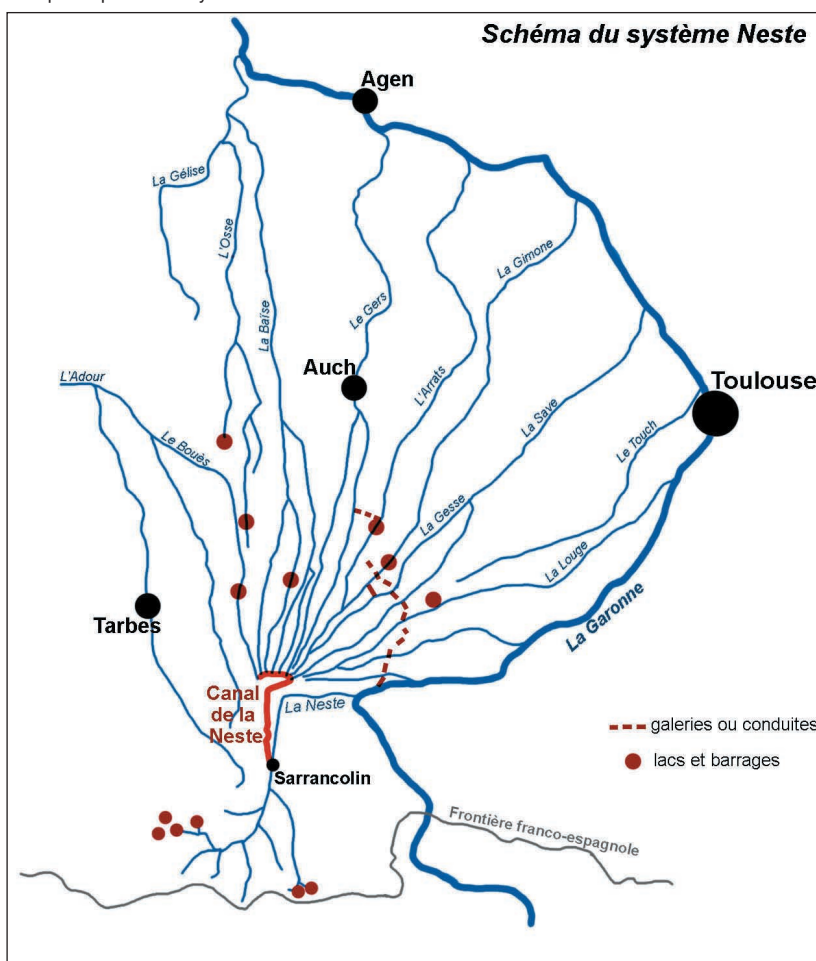 Schéma du système Neste
Agen
La Gélise
L'Osse
La Baïse
Le Gers
La Gimone
L'Arrats
Auch
Toulouse
L'Adour
Le Bouès
La Save
Le Touch
La Gesse
La Louge
Tarbes
La Garonne
Canal
de la
Neste
La Neste
galeries ou conduites
lacs et barrages
Sarrancolin
Frontière franco-espagnole